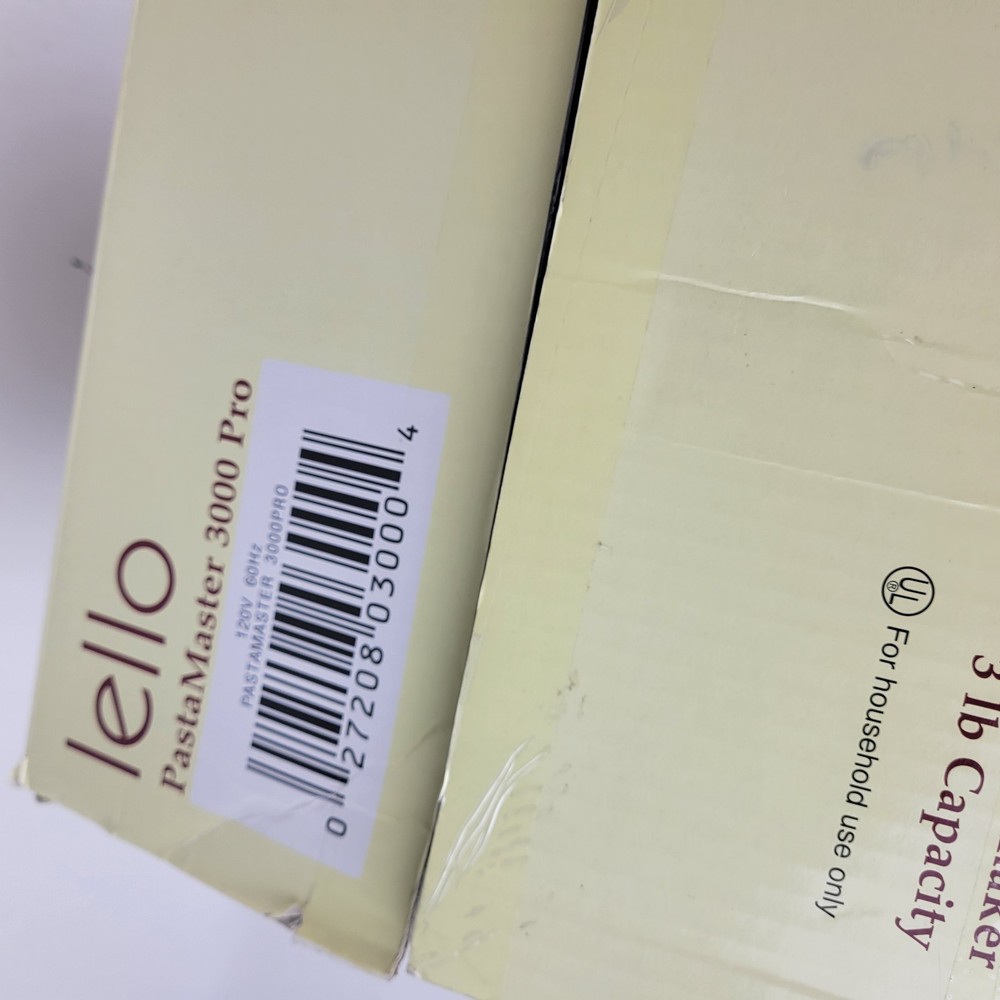 lello
PastaMaster 3000 Pro
120V 60Hz
PASTAMASTER 3000PRO
0 27208 03000 4
UL
®
For household use only
3 lb Capacity